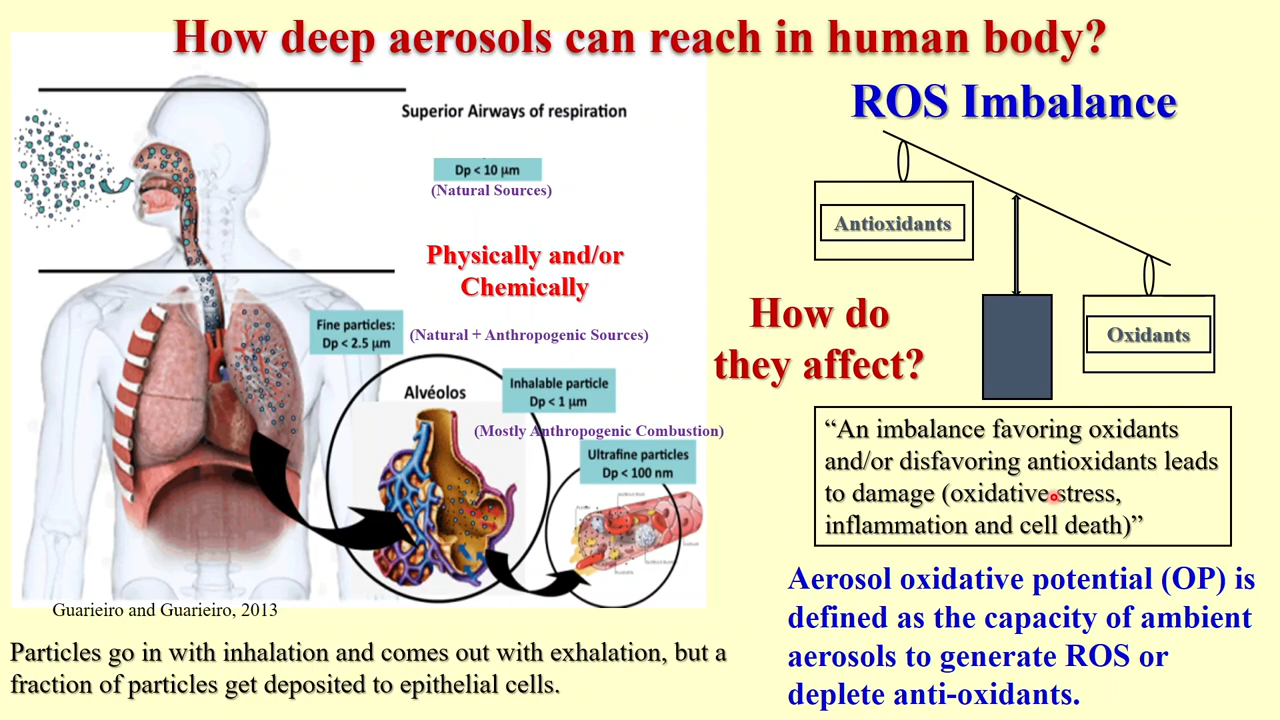 How deep aerosols can reach in human body?
Superior Airways of respiration
Dp < 10 µm
(Natural Sources)
Physically and/or
Chemically
Fine particles:
Dp < 2.5 µm
(Natural + Anthropogenic Sources)
Alvéolos
Inhalable particle
Dp < 1 µm
(Mostly Anthropogenic Combustion)
Ultrafine particles
Dp < 100 nm
Guarieiro and Guarieiro, 2013
Particles go in with inhalation and comes out with exhalation, but a
fraction of particles get deposited to epithelial cells.
ROS Imbalance
Antioxidants
Oxidants
How do
they affect?
“An imbalance favoring oxidants
and/or disfavoring antioxidants leads
to damage (oxidative stress,
inflammation and cell death)”
Aerosol oxidative potential (OP) is
defined as the capacity of ambient
aerosols to generate ROS or
deplete anti-oxidants.